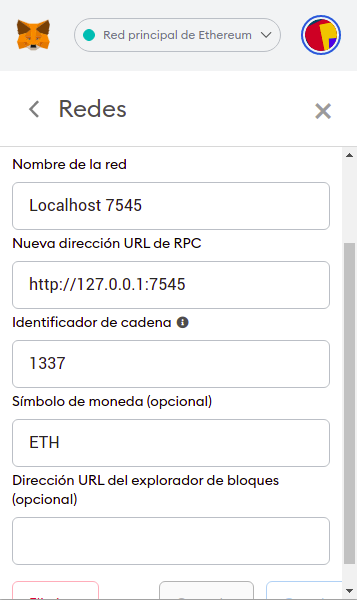 Red principal de Ethereum
Redes
Nombre de la red
Localhost 7545
Nueva dirección URL de RPC
http://127.0.0.1:7545
Identificador de cadena
1337
Símbolo de moneda (opcional)
ETH
Dirección URL del explorador de bloques
(opcional)